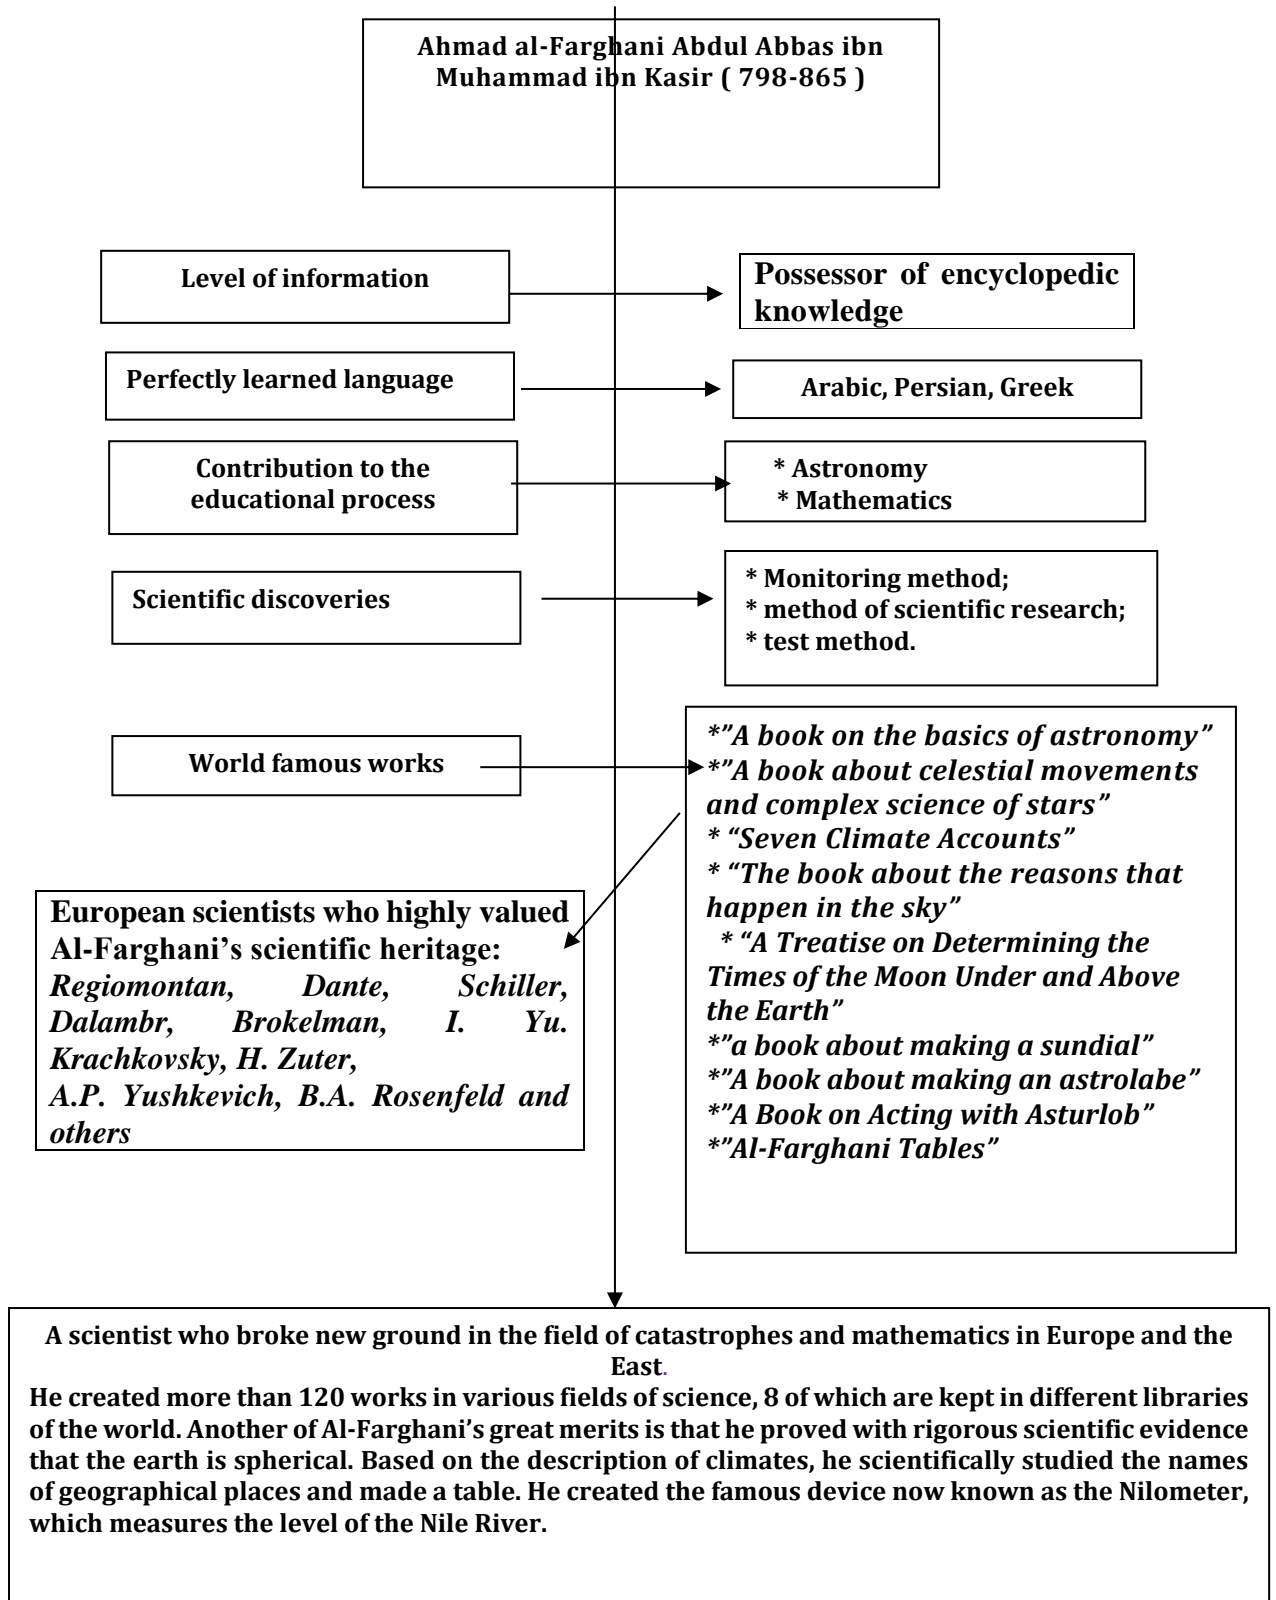 Ahmad al-Farghani Abdul Abbas ibn
Muhammad ibn Kasir ( 798-865 )
Level of information
Possessor of encyclopedic
knowledge
Perfectly learned language
Arabic, Persian, Greek
Contribution to the
educational process
* Astronomy
* Mathematics
Scientific discoveries
* Monitoring method;
* method of scientific research;
* test method.
World famous works
*”A book on the basics of astronomy”
*”A book about celestial movements
and complex science of stars”
* “Seven Climate Accounts”
* “The book about the reasons that
happen in the sky”
* “A Treatise on Determining the
Times of the Moon Under and Above
the Earth”
*”a book about making a sundial”
*”A book about making an astrolabe”
*”A Book on Acting with Asturlob”
*”Al-Farghani Tables”
European scientists who highly valued
Al-Farghani’s scientific heritage:
Regiomontan, Dante, Schiller,
Dalambr, Brokelman, I. Yu.
Krachkovsky, H. Zuter,
A.P. Yushkevich, B.A. Rosenfeld and
others
A scientist who broke new ground in the field of catastrophes and mathematics in Europe and the
East.
He created more than 120 works in various fields of science, 8 of which are kept in different libraries
of the world. Another of Al-Farghani’s great merits is that he proved with rigorous scientific evidence
that the earth is spherical. Based on the description of climates, he scientifically studied the names
of geographical places and made a table. He created the famous device now known as the Nilometer,
which measures the level of the Nile River.